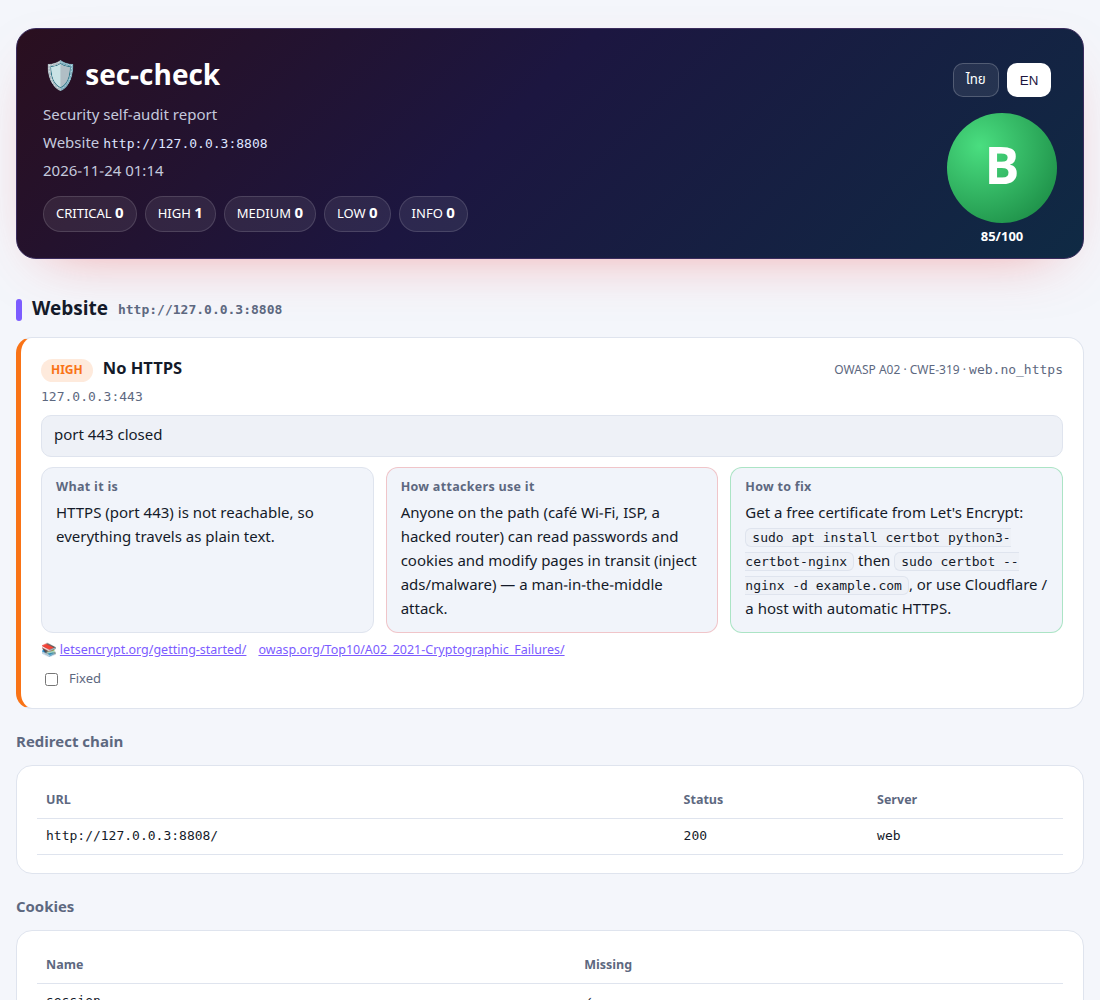 🛡️ sec-check
ไทย
EN
Security self-audit report
Website http://127.0.0.3:8808
2026-11-24 01:14
B
CRITICAL 0
HIGH 1
MEDIUM 0
LOW 0
INFO 0
85/100
Website http://127.0.0.3:8808
HIGH No HTTPS
OWASP A02 · CWE-319 · web.no_https
127.0.0.3:443
port 443 closed
What it is
HTTPS (port 443) is not reachable, so
everything travels as plain text.
How attackers use it
Anyone on the path (café Wi-Fi, ISP, a
hacked router) can read passwords and
cookies and modify pages in transit (inject
ads/malware) — a man-in-the-middle
attack.
How to fix
Get a free certificate from Let's Encrypt:
sudo apt install certbot python3-
certbot-nginx then sudo certbot --
nginx -d example.com, or use Cloudflare /
a host with automatic HTTPS.
📚 letsencrypt.org/getting-started/ owasp.org/Top10/A02_2021-Cryptographic_Failures/
Fixed
Redirect chain
URL Status Server
http://127.0.0.3:8808/ 200 web
Cookies
Name Missing